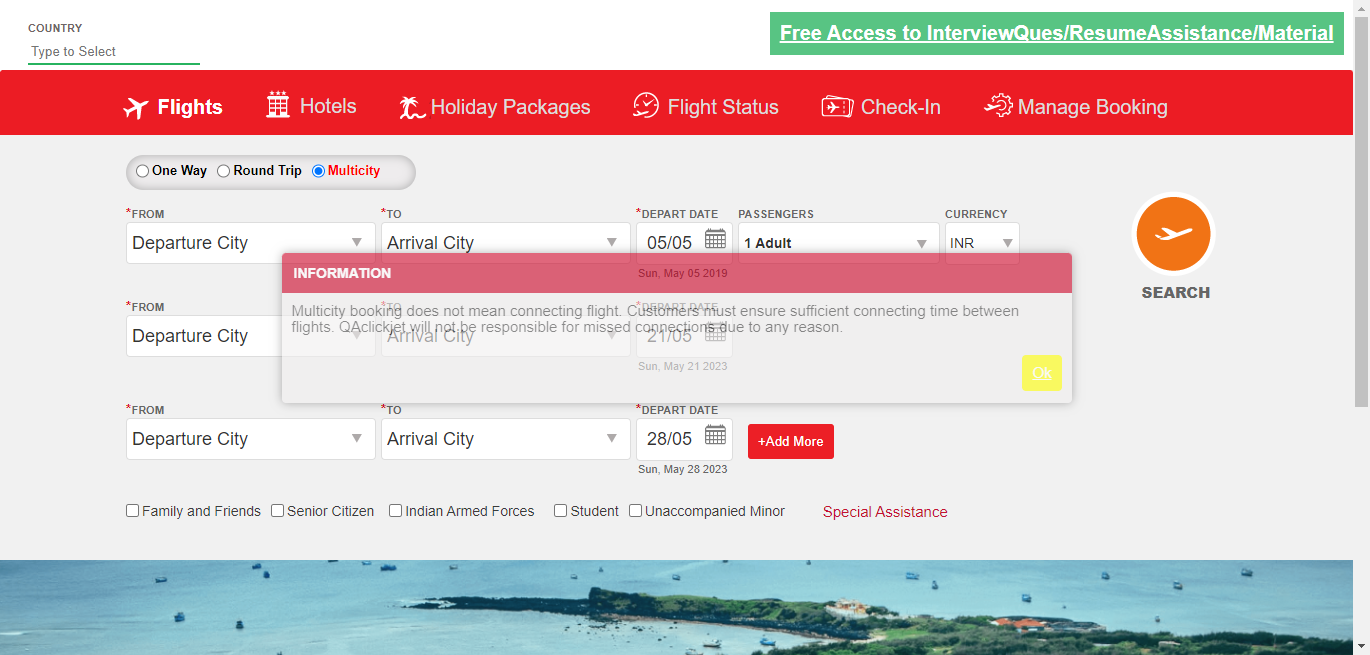 COUNTRY
Type to Select
Free Access to InterviewQues/ResumeAssistance/Material
Flights Hotels Holiday Packages Flight Status Check-In Manage Booking
One Way Round Trip Multicity
*FROM *TO *DEPART DATE PASSENGERS CURRENCY
Departure City Arrival City 05/05 1 Adult INR
Sun, May 05 2019
SEARCH
INFORMATION
Multicity booking does not mean connecting flight. Customers must ensure sufficient connecting time between
flights. QAclickjet will not be responsible for missed connections due to any reason.
Ok
*FROM *TO *DEPART DATE
Departure City Arrival City 21/05
Sun, May 21 2023
*FROM *TO *DEPART DATE
Departure City Arrival City 28/05 +Add More
Sun, May 28 2023
Family and Friends Senior Citizen Indian Armed Forces Student Unaccompanied Minor Special Assistance